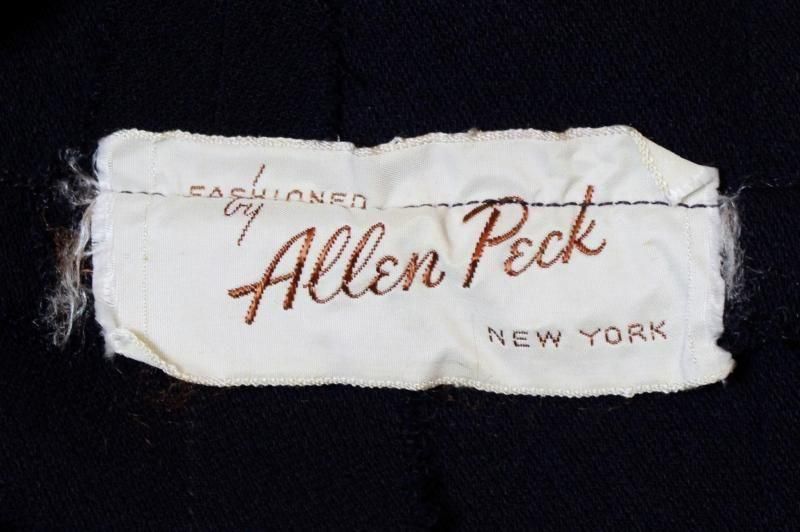 FASHIONED
by
Allen Peck
NEW YORK